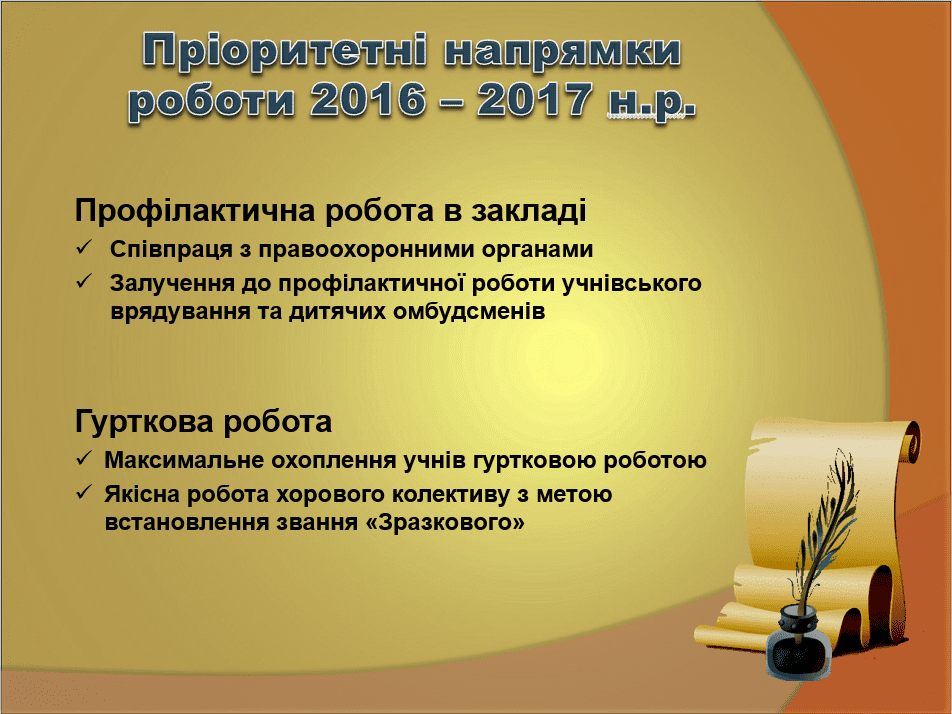 Пріоритетні напрямки
роботи 2016 – 2017 н.р.
Профілактична робота в закладі
✓ Співпраця з правоохоронними органами
✓ Залучення до профілактичної роботи учнівського
врядування та дитячих омбудсменів
Гурткова робота
✓ Максимальне охоплення учнів гуртковою роботою
✓ Якісна робота хорового колективу з метою
встановлення звання «Зразкового»